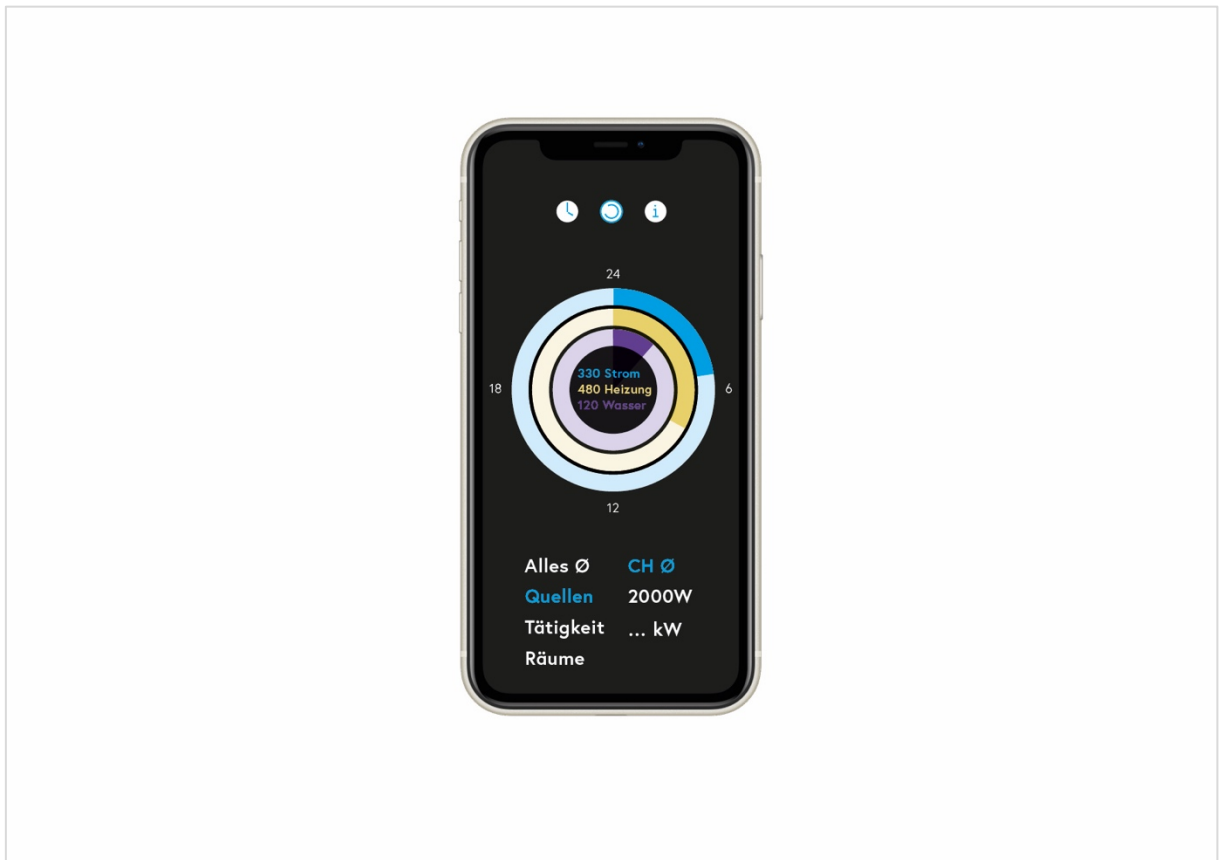 i
24
18
6
330 Strom
480 Heizung
120 Wasser
12
Alles Ø CH Ø
Quellen 2000W
Tätigkeit ... kW
Räume